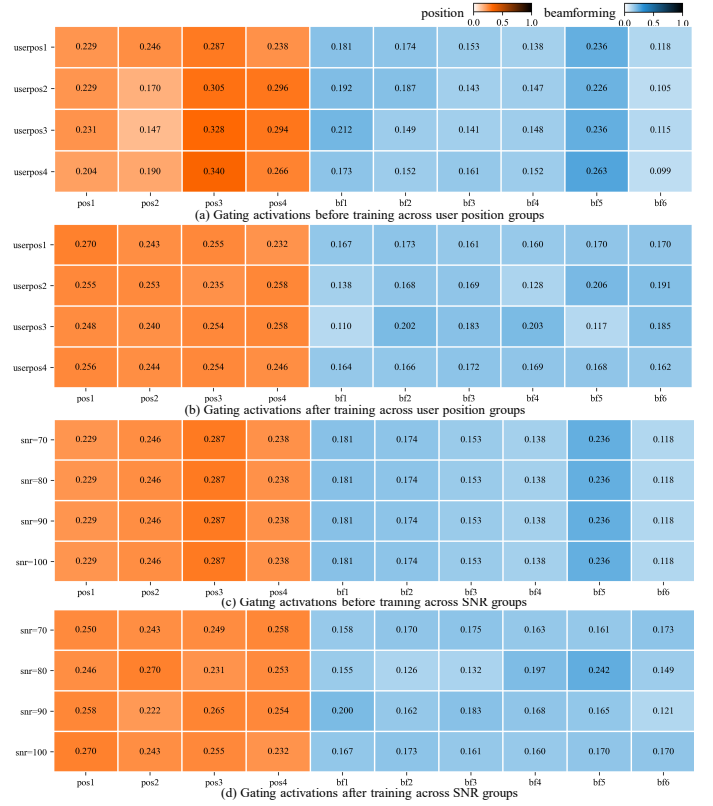 position 0.0 1.0 beamforming 0.0 1.0
userpos1 0.229 0.246 0.287 0.238 0.181 0.174 0.153 0.138 0.236 0.118
userpos2 0.229 0.170 0.305 0.296 0.192 0.187 0.143 0.147 0.226 0.105
userpos3 0.231 0.147 0.328 0.294 0.212 0.149 0.141 0.148 0.236 0.115
userpos4 0.204 0.190 0.340 0.266 0.173 0.152 0.161 0.152 0.263 0.099
pos1 pos2 pos3 pos4 bf1 bf2 bf3 bf4 bf5 bf6
(a) Gating activations before training across user position groups
userpos1 0.270 0.243 0.255 0.232 0.167 0.173 0.161 0.160 0.170 0.170
userpos2 0.255 0.253 0.235 0.258 0.138 0.168 0.169 0.128 0.206 0.191
userpos3 0.248 0.240 0.254 0.258 0.110 0.202 0.183 0.203 0.117 0.185
userpos4 0.256 0.244 0.254 0.246 0.164 0.166 0.172 0.169 0.168 0.162
pos1 pos2 pos3 pos4 bf1 bf2 bf3 bf4 bf5 bf6
(b) Gating activations after training across user position groups
snr=70 0.229 0.246 0.287 0.238 0.181 0.174 0.153 0.138 0.236 0.118
snr=80 0.229 0.246 0.287 0.238 0.181 0.174 0.153 0.138 0.236 0.118
snr=90 0.229 0.246 0.287 0.238 0.181 0.174 0.153 0.138 0.236 0.118
snr=100 0.229 0.246 0.287 0.238 0.181 0.174 0.153 0.138 0.236 0.118
pos1 pos2 pos3 pos4 bf1 bf2 bf3 bf4 bf5 bf6
(c) Gating activations before training across SNR groups
snr=70 0.250 0.243 0.249 0.258 0.158 0.170 0.175 0.163 0.161 0.173
snr=80 0.246 0.270 0.231 0.253 0.155 0.126 0.132 0.197 0.242 0.149
snr=90 0.258 0.222 0.265 0.254 0.200 0.162 0.183 0.168 0.165 0.121
snr=100 0.270 0.243 0.255 0.232 0.167 0.173 0.161 0.160 0.170 0.170
pos1 pos2 pos3 pos4 bf1 bf2 bf3 bf4 bf5 bf6
(d) Gating activations after training across SNR groups